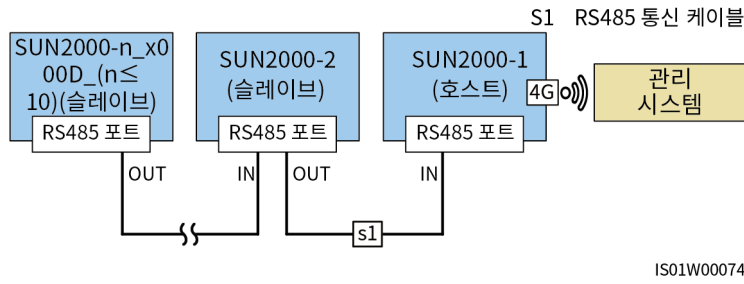 S1 RS485 통신 케이블
SUN2000-n_x0
00D_(n≤
10)(슬레이브)
RS485 포트
SUN2000-2
(슬레이브)
RS485 포트
SUN2000-1
(호스트)
4G
RS485 포트
관리
시스템
OUT
IN
OUT
IN
s1
IS01W00074